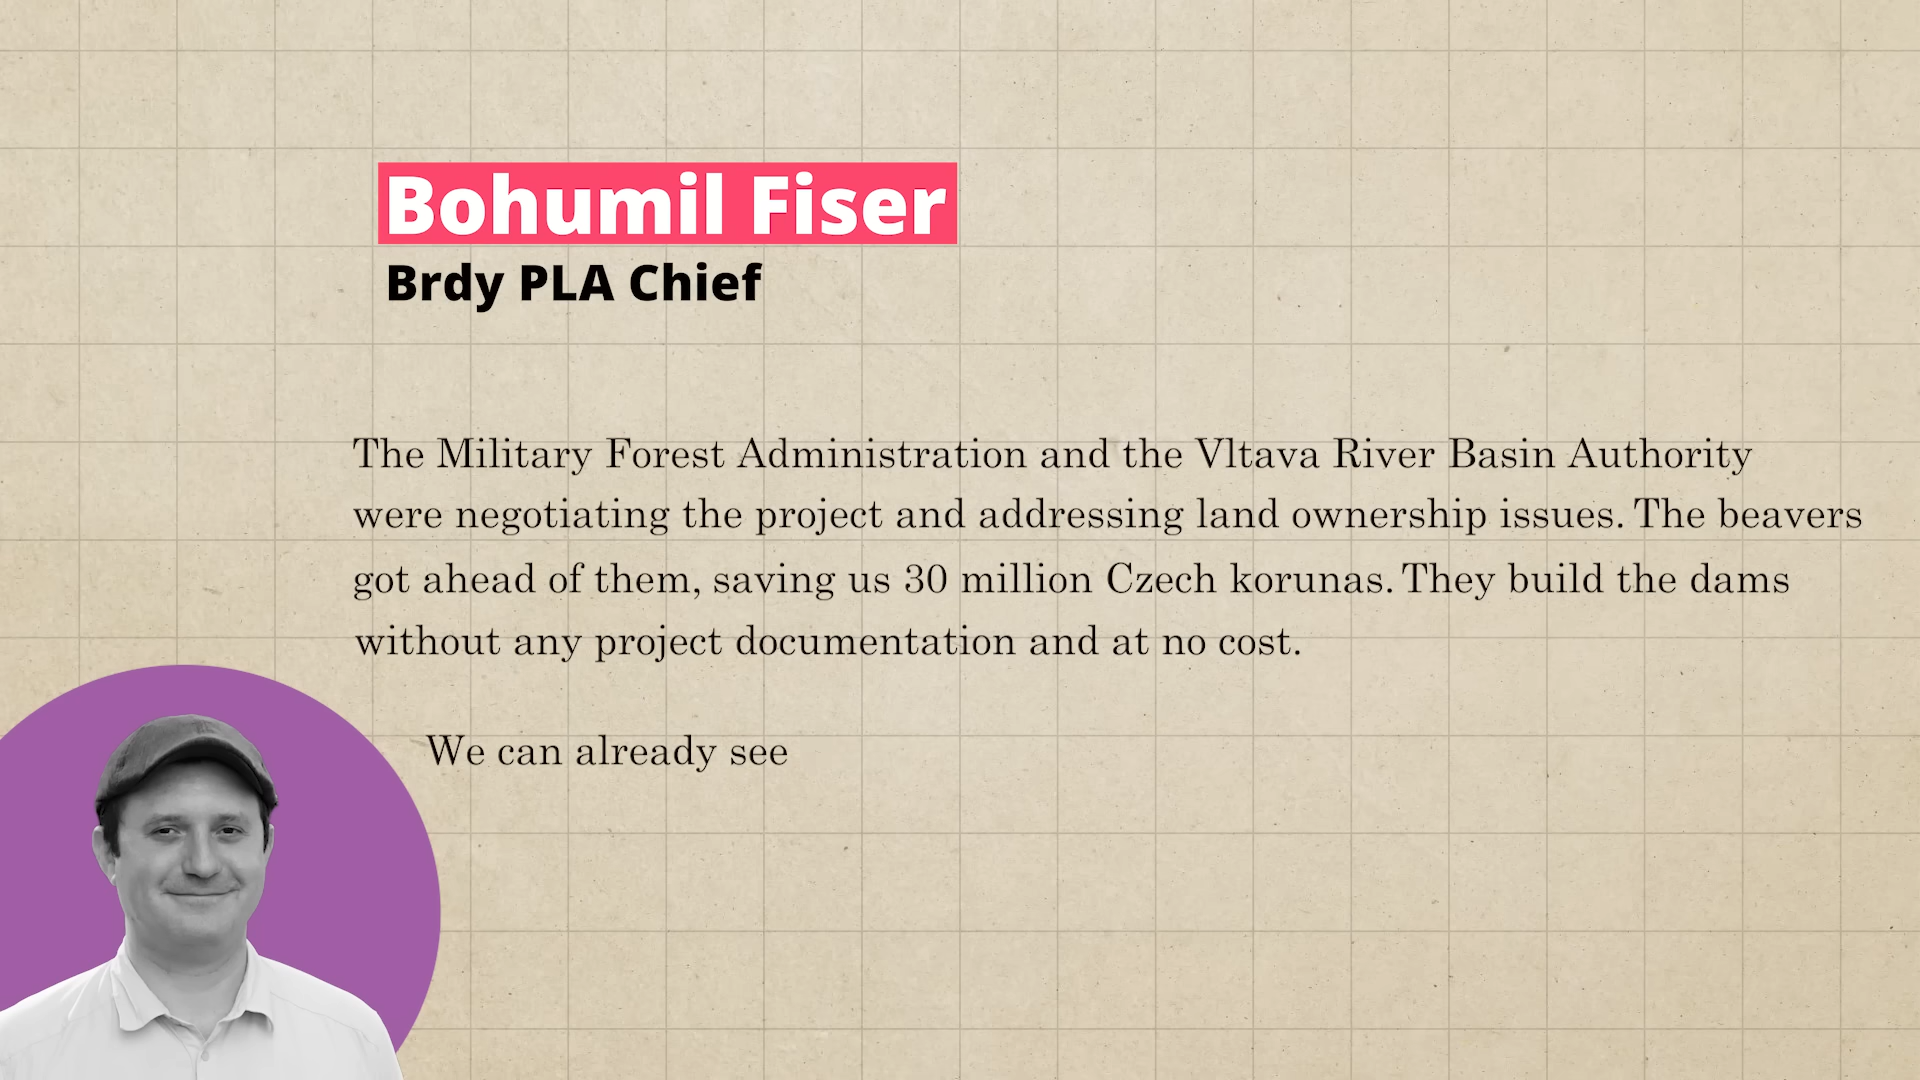 Bohumil Fiser
Brdy PLA Chief
The Military Forest Administration and the Vltava River Basin Authority
were negotiating the project and addressing land ownership issues. The beavers
got ahead of them, saving us 30 million Czech korunas. They build the dams
without any project documentation and at no cost.
We can already see